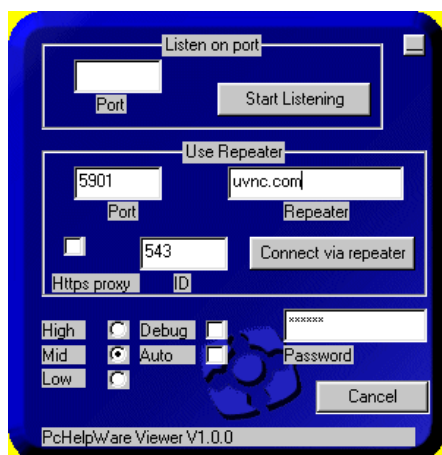 Listen on port
Port
Start Listening
Use Repeater
5901
uvnc.com
Port
Repeater
543
Connect via repeater
Https proxy
ID
High
Debug
xxxxxx
Mid
Auto
Password
Low
Cancel
PcHelpWare Viewer V1.0.0